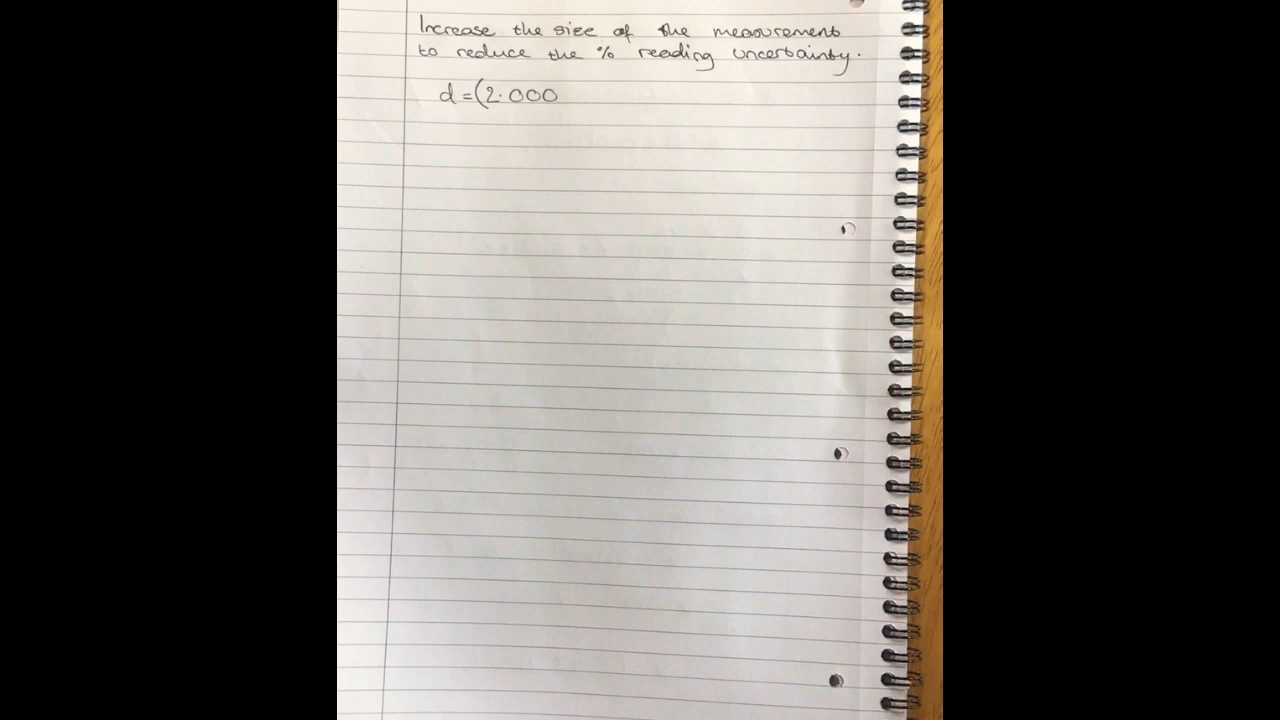 Increase the size of the measurement
to reduce the % reading uncertainty.
d=(2.000